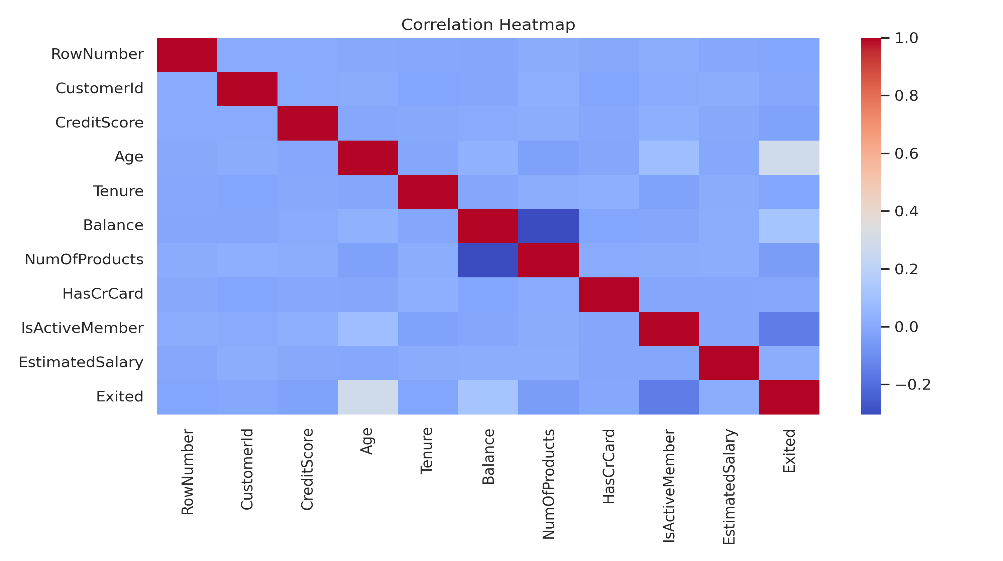 Correlation Heatmap
RowNumber
CustomerId
CreditScore
Age
Tenure
Balance
NumOfProducts
HasCrCard
IsActiveMember
EstimatedSalary
Exited
RowNumber
CustomerId
CreditScore
Age
Tenure
Balance
NumOfProducts
HasCrCard
IsActiveMember
EstimatedSalary
Exited
1.0
0.8
0.6
0.4
0.2
0.0
−0.2